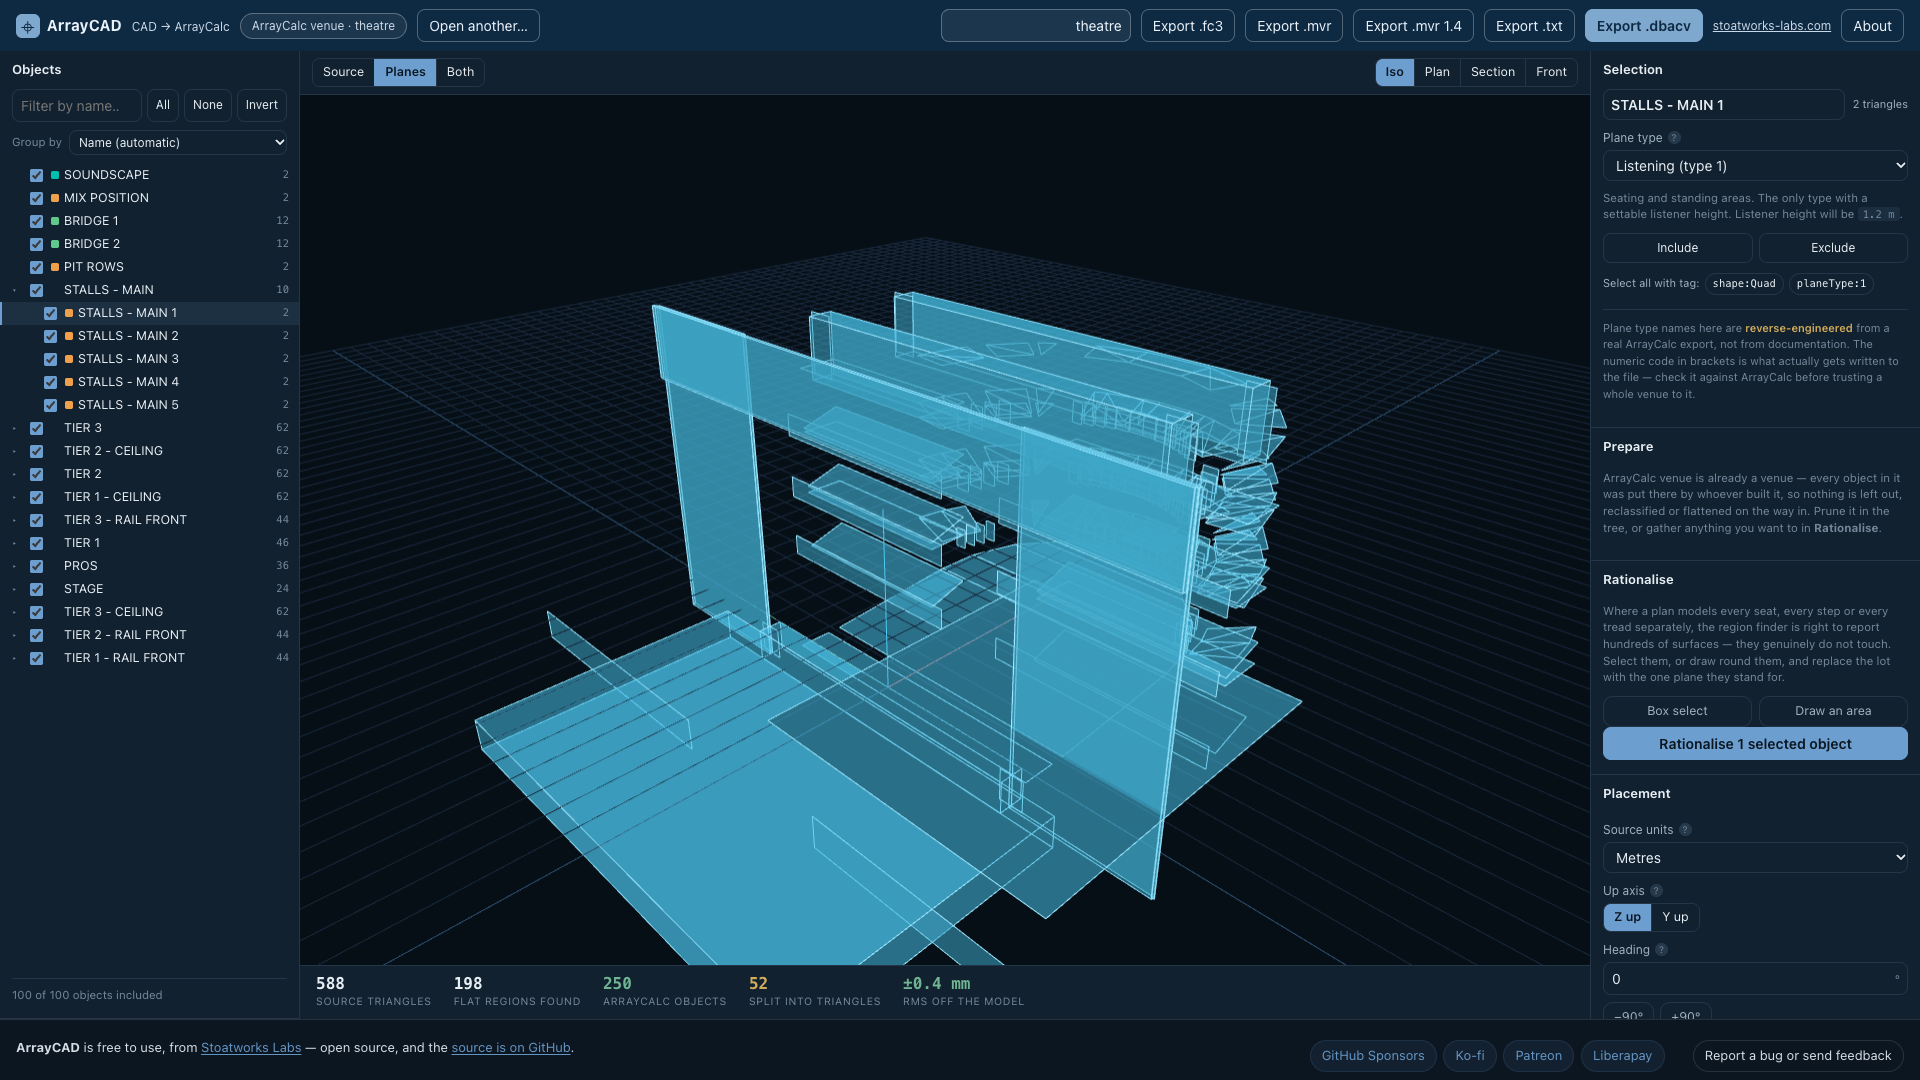 ArrayCAD CAD → ArrayCalc ArrayCalc venue · theatre Open another... theatre Export .fc3 Export .mvr Export .mvr 1.4 Export .txt Export .dbacv stoatworks-labs.com About
Objects
Filter by name.. All None Invert
Group by Name (automatic)
SOUNDSCAPE 2
MIX POSITION 2
BRIDGE 1 12
BRIDGE 2 12
PIT ROWS 2
STALLS - MAIN 10
STALLS - MAIN 1 2
STALLS - MAIN 2 2
STALLS - MAIN 3 2
STALLS - MAIN 4 2
STALLS - MAIN 5 2
TIER 3 62
TIER 2 - CEILING 62
TIER 2 62
TIER 1 - CEILING 62
TIER 3 - RAIL FRONT 44
TIER 1 46
PROS 36
STAGE 24
TIER 3 - CEILING 62
TIER 2 - RAIL FRONT 44
TIER 1 - RAIL FRONT 44
100 of 100 objects included
Source Planes Both
Iso Plan Section Front
588 198 250 52 ±0.4 mm
SOURCE TRIANGLES FLAT REGIONS FOUND ARRAYCALC OBJECTS SPLIT INTO TRIANGLES RMS OFF THE MODEL
Selection
STALLS - MAIN 1 2 triangles
Plane type ?
Listening (type 1)
Seating and standing areas. The only type with a
settable listener height. Listener height will be 1.2 m .
Include Exclude
Select all with tag: shape:Quad planeType:1
Plane type names here are reverse-engineered from a
real ArrayCalc export, not from documentation. The
numeric code in brackets is what actually gets written to
the file — check it against ArrayCalc before trusting a
whole venue to it.
Prepare
ArrayCalc venue is already a venue — every object in it
was put there by whoever built it, so nothing is left out,
reclassified or flattened on the way in. Prune it in the
tree, or gather anything you want to in Rationalise.
Rationalise
Where a plan models every seat, every step or every
tread separately, the region finder is right to report
hundreds of surfaces — they genuinely do not touch.
Select them, or draw round them, and replace the lot
with the one plane they stand for.
Box select Draw an area
Rationalise 1 selected object
Placement
Source units ?
Metres
Up axis ?
Z up Y up
Heading ?
0 °
−90° +90°
ArrayCAD is free to use, from Stoatworks Labs — open source, and the source is on GitHub.
GitHub Sponsors Ko-fi Patreon Liberapay Report a bug or send feedback